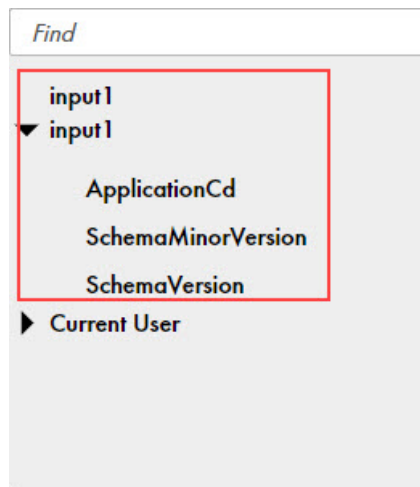 Find
input1
input1
ApplicationCd
SchemaMinorVersion
SchemaVersion
Current User